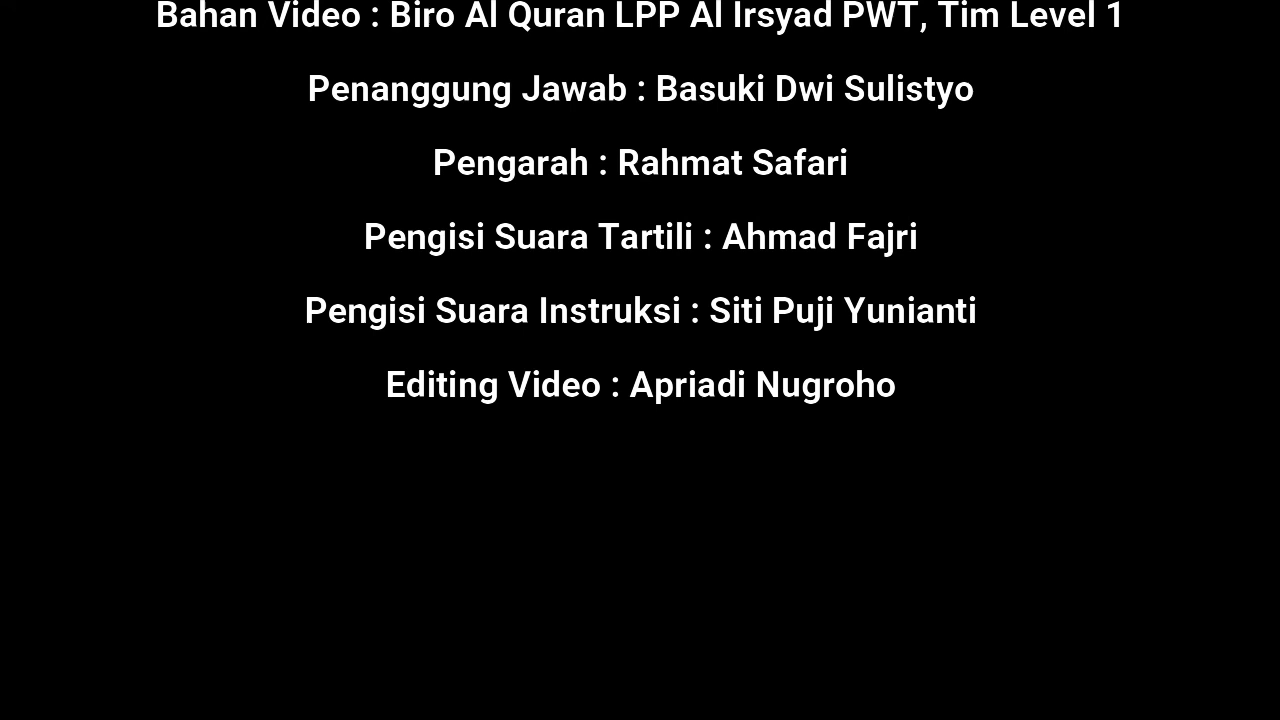 Bahan Video : Biro Al Quran LPP Al Irsyad PWT, Tim Level 1
Penanggung Jawab : Basuki Dwi Sulistyo
Pengarah : Rahmat Safari
Pengisi Suara Tartili : Ahmad Fajri
Pengisi Suara Instruksi : Siti Puji Yunianti
Editing Video : Apriadi Nugroho